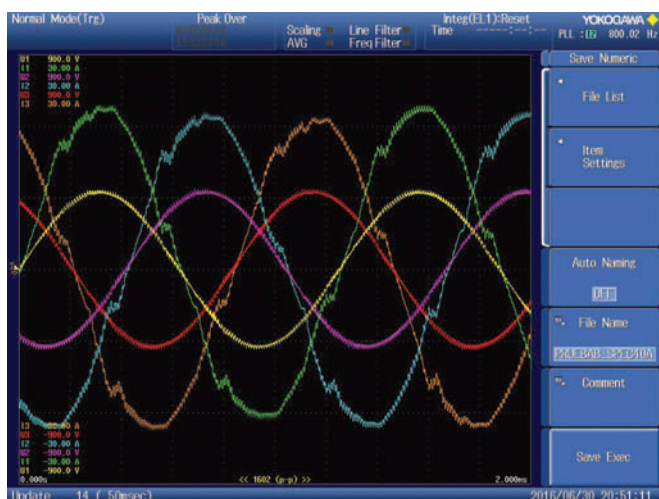 Normal Mode(Trg)
Peak Over
Scaling
AVG
Line Filter
Freq Filter
Integ(EL1):Reset
Time -----:--:--
YOKOGAWA
PLL : 800.02 Hz
U1 900.0 V
I1 30.00 A
U2 900.0 V
I2 30.00 A
U3 900.0 V
I3 30.00 A
Save Numeric
File List
Item
Settings
Auto Naming
OFF
File Name
Comment
Save Exec
I3 -30.00 A
U3 -900.0 V
I2 -30.00 A
U2 -900.0 V
I1 -30.00 A
U1 -900.0 V
0.000s
<< 1602 (p-p) >>
2.000ms
Update 14 ( 50msec)
2016/06/30 20:51:11